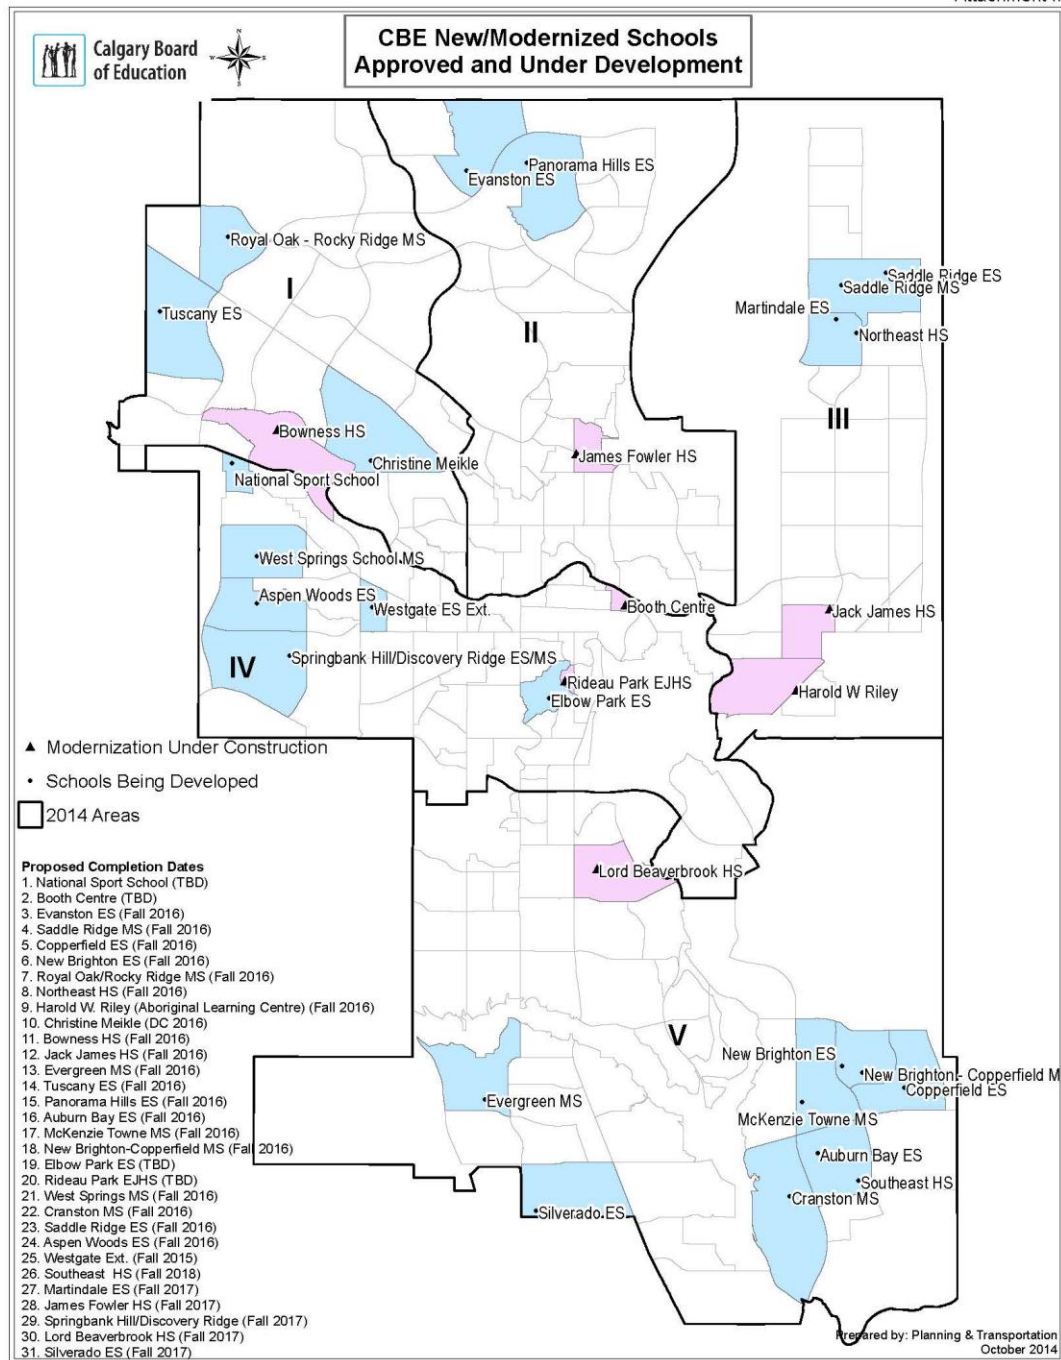 Attachment
Calgary Board
of Education
N
W
E
S
CBE New/Modernized Schools
Approved and Under Development
Panorama Hills ES
Evanston ES
Royal Oak - Rocky Ridge MS
I
Tuscany ES
II
Saddle Ridge ES
Saddle Ridge MS
Martindale ES
Northeast HS
III
Bowness HS
Christine Meikle
James Fowler HS
National Sport School
West Springs School MS
Aspen Woods ES
Westgate ES Ext.
Booth Centre
Jack James HS
IV
Springbank Hill/Discovery Ridge ES/MS
Rideau Park EJHS
Elbow Park ES
Harold W Riley
Modernization Under Construction
Schools Being Developed
2014 Areas
Lord Beaverbrook HS
V
New Brighton ES
New Brighton - Copperfield M
Copperfield ES
McKenzie Towne MS
Evergreen MS
Auburn Bay ES
Southeast HS
Cranston MS
Silverado ES
Proposed Completion Dates
1. National Sport School (TBD)
2. Booth Centre (TBD)
3. Evanston ES (Fall 2016)
4. Saddle Ridge MS (Fall 2016)
5. Copperfield ES (Fall 2016)
6. New Brighton ES (Fall 2016)
7. Royal Oak/Rocky Ridge MS (Fall 2016)
8. Northeast HS (Fall 2016)
9. Harold W. Riley (Aboriginal Learning Centre) (Fall 2016)
10. Christine Meikle (DC 2016)
11. Bowness HS (Fall 2016)
12. Jack James HS (Fall 2016)
13. Evergreen MS (Fall 2016)
14. Tuscany ES (Fall 2016)
15. Panorama Hills ES (Fall 2016)
16. Auburn Bay ES (Fall 2016)
17. McKenzie Towne MS (Fall 2016)
18. New Brighton-Copperfield MS (Fall 2016)
19. Elbow Park ES (TBD)
20. Rideau Park EJHS (TBD)
21. West Springs MS (Fall 2016)
22. Cranston MS (Fall 2016)
23. Saddle Ridge ES (Fall 2016)
24. Aspen Woods ES (Fall 2016)
25. Westgate Ext. (Fall 2015)
26. Southeast HS (Fall 2018)
27. Martindale ES (Fall 2017)
28. James Fowler HS (Fall 2017)
29. Springbank Hill/Discovery Ridge (Fall 2017)
30. Lord Beaverbrook HS (Fall 2017)
31. Silverado ES (Fall 2017)
Prepared by: Planning & Transportation
October 2014